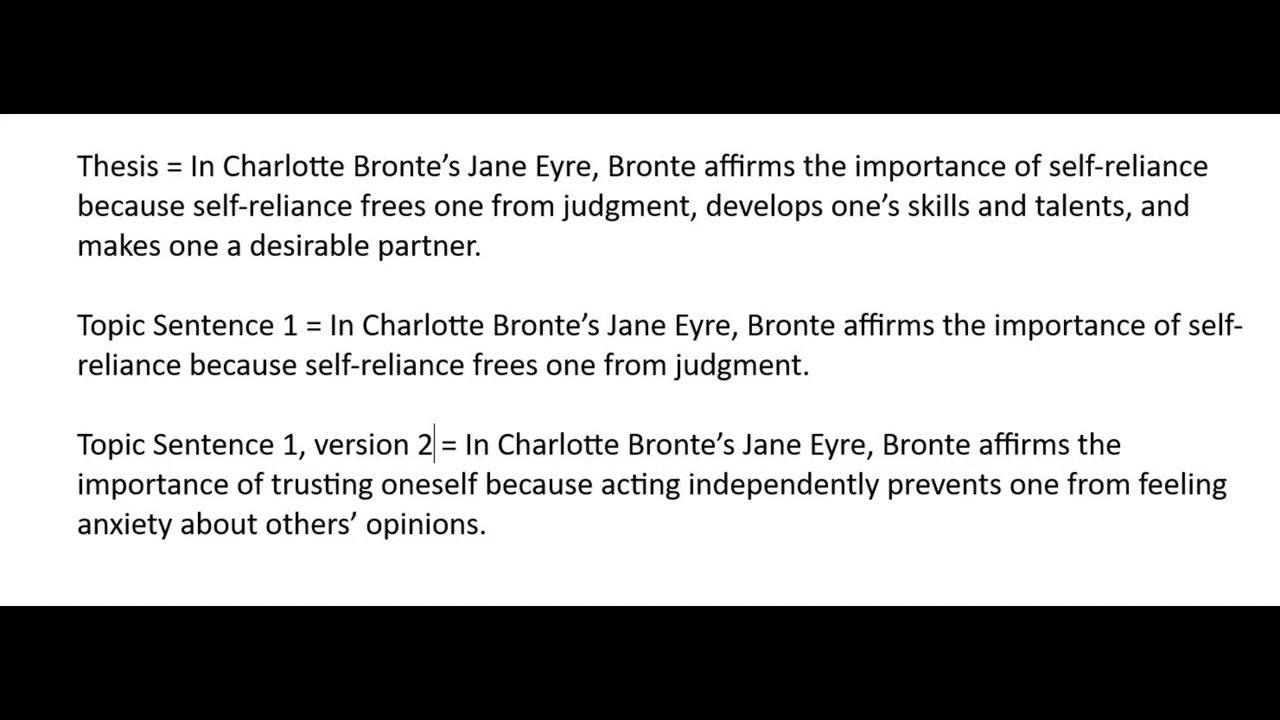 Thesis = In Charlotte Bronte’s Jane Eyre, Bronte affirms the importance of self-reliance
because self-reliance frees one from judgment, develops one’s skills and talents, and
makes one a desirable partner.
Topic Sentence 1 = In Charlotte Bronte’s Jane Eyre, Bronte affirms the importance of self-
reliance because self-reliance frees one from judgment.
Topic Sentence 1, version 2 = In Charlotte Bronte’s Jane Eyre, Bronte affirms the
importance of trusting oneself because acting independently prevents one from feeling
anxiety about others’ opinions.